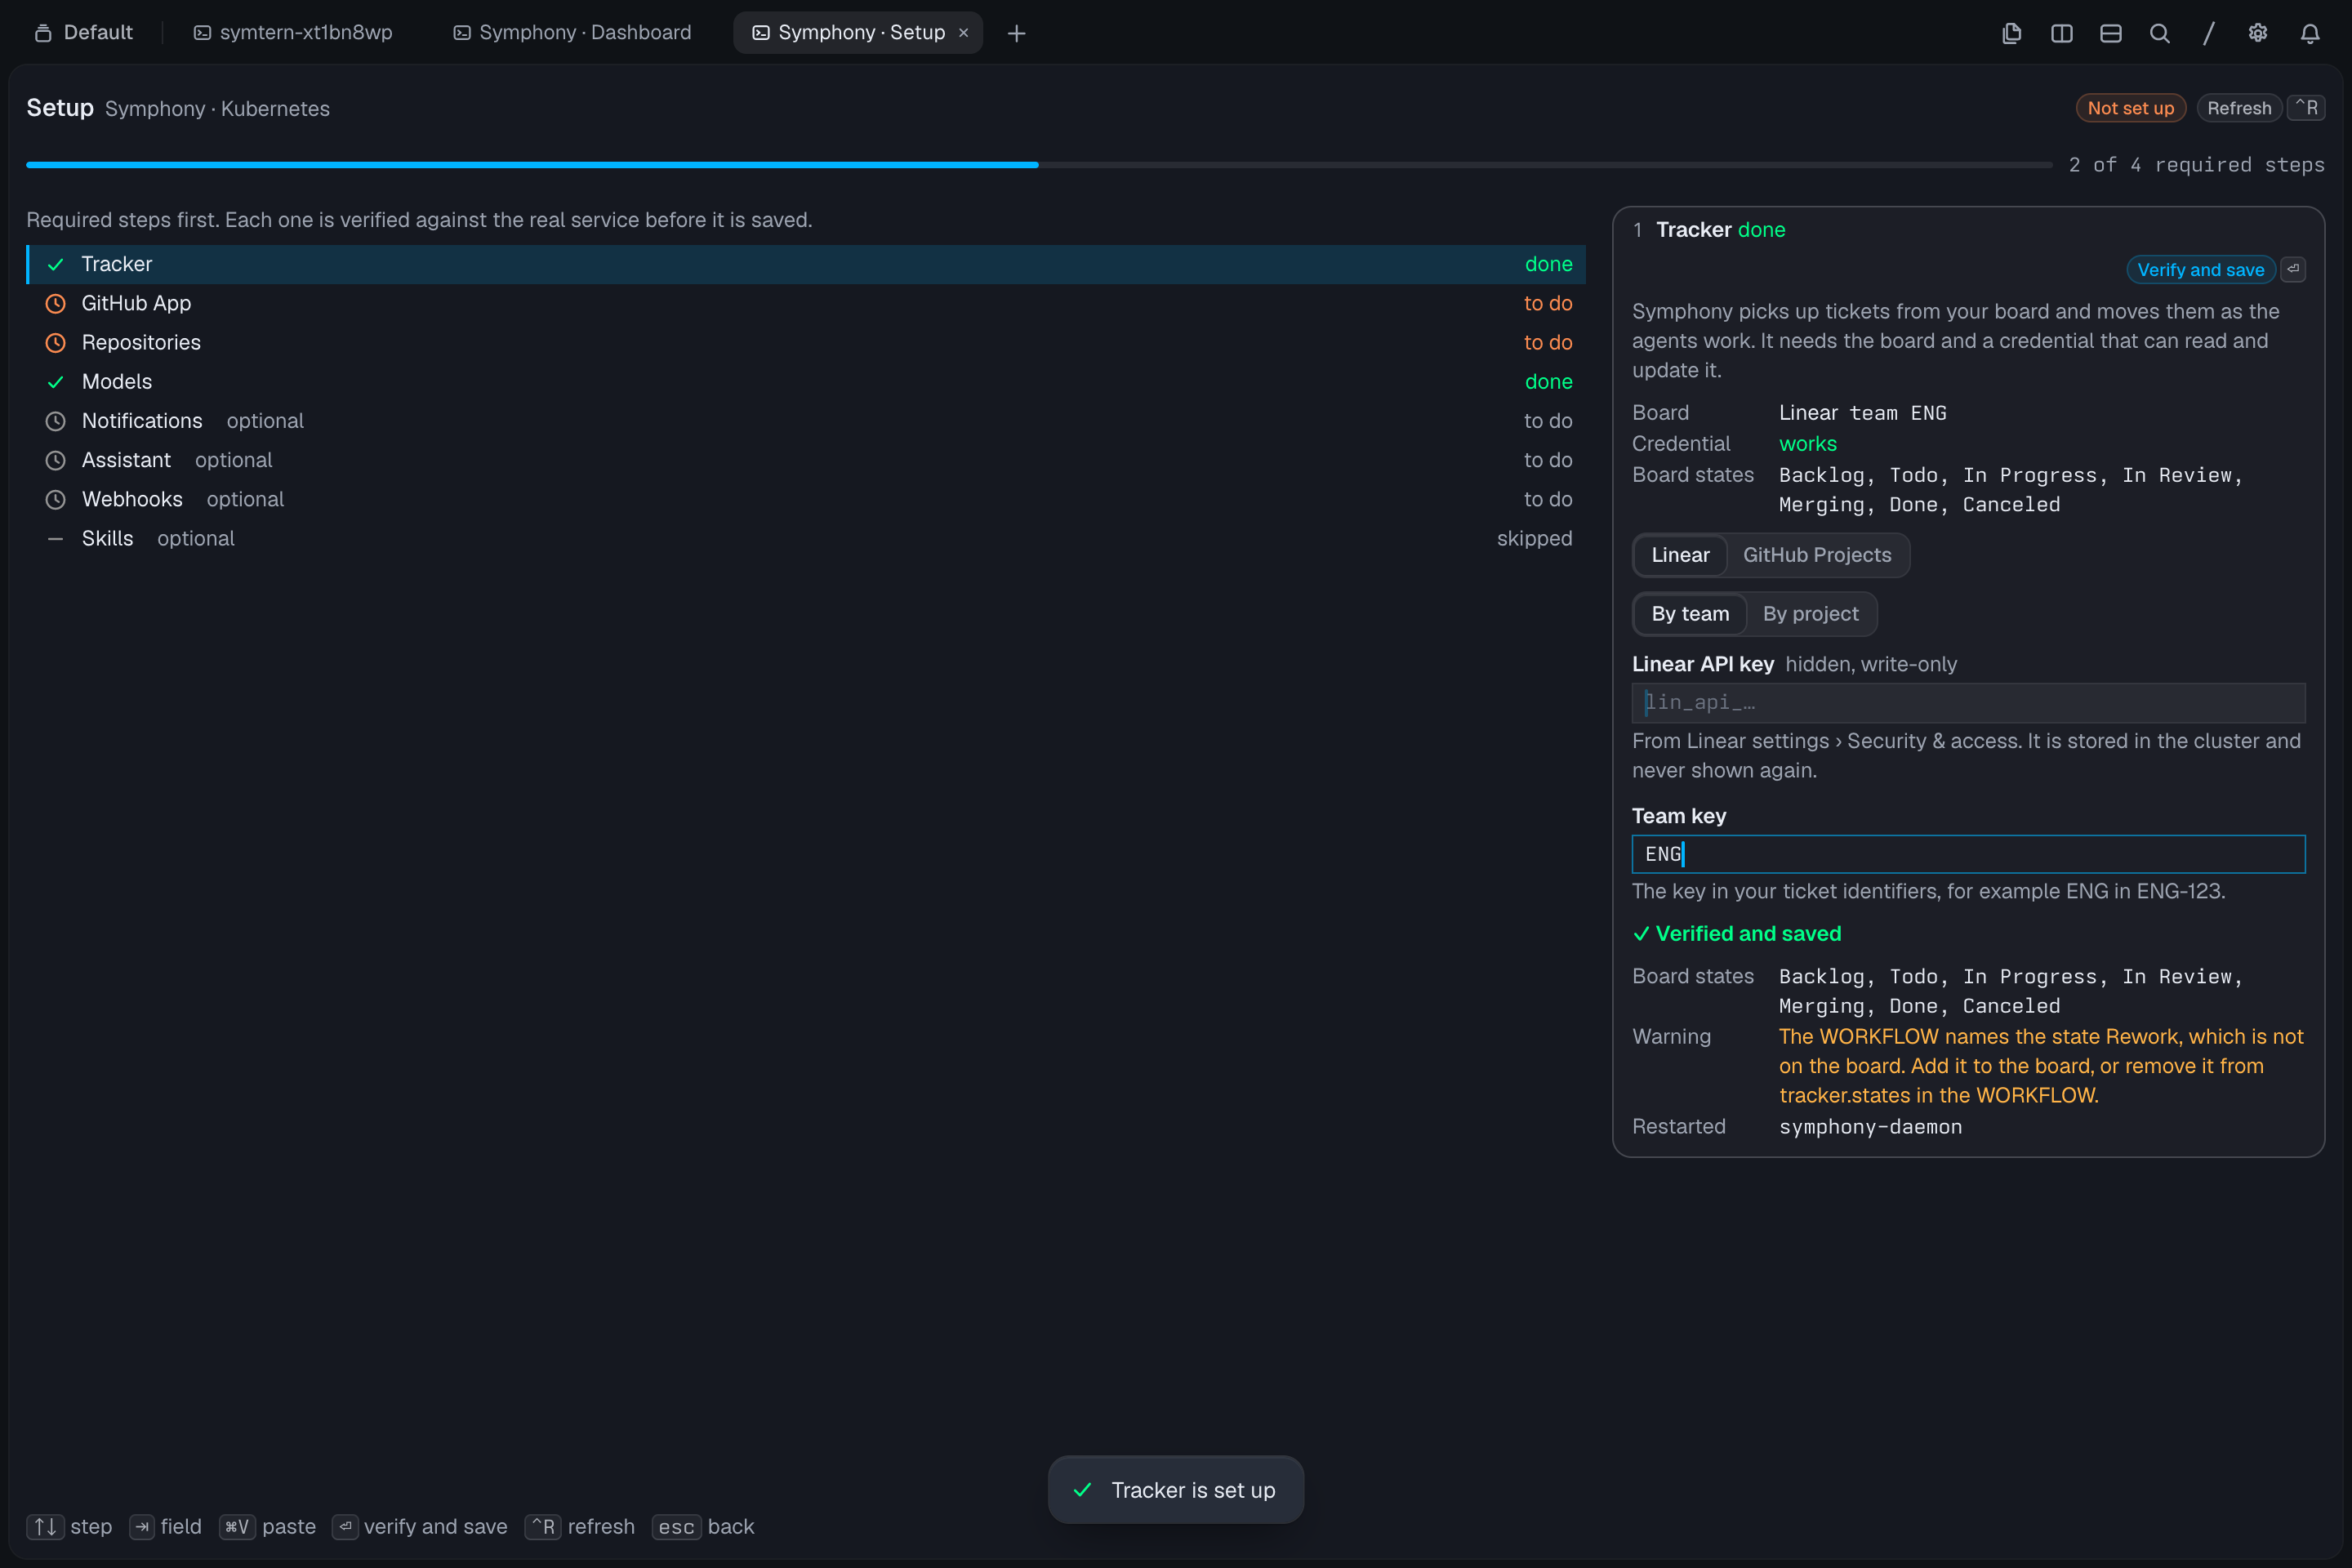 Default
symtern-xt1bn8wp
Symphony · Dashboard
Symphony · Setup ×
Setup Symphony · Kubernetes
Not set up Refresh ^R
2 of 4 required steps
Required steps first. Each one is verified against the real service before it is saved.
Tracker done
GitHub App to do
Repositories to do
Models done
Notifications optional to do
Assistant optional to do
Webhooks optional to do
Skills optional skipped
1 Tracker done
Verify and save ⏎
Symphony picks up tickets from your board and moves them as the
agents work. It needs the board and a credential that can read and
update it.
Board Linear team ENG
Credential works
Board states Backlog, Todo, In Progress, In Review,
Merging, Done, Canceled
Linear GitHub Projects
By team By project
Linear API key hidden, write-only
lin_api_…
From Linear settings › Security & access. It is stored in the cluster and
never shown again.
Team key
ENG
The key in your ticket identifiers, for example ENG in ENG-123.
✓ Verified and saved
Board states Backlog, Todo, In Progress, In Review,
Merging, Done, Canceled
Warning The WORKFLOW names the state Rework, which is not
on the board. Add it to the board, or remove it from
tracker.states in the WORKFLOW.
Restarted symphony-daemon
Tracker is set up
↑↓ step ⇥ field ⌘V paste ⏎ verify and save ^R refresh esc back